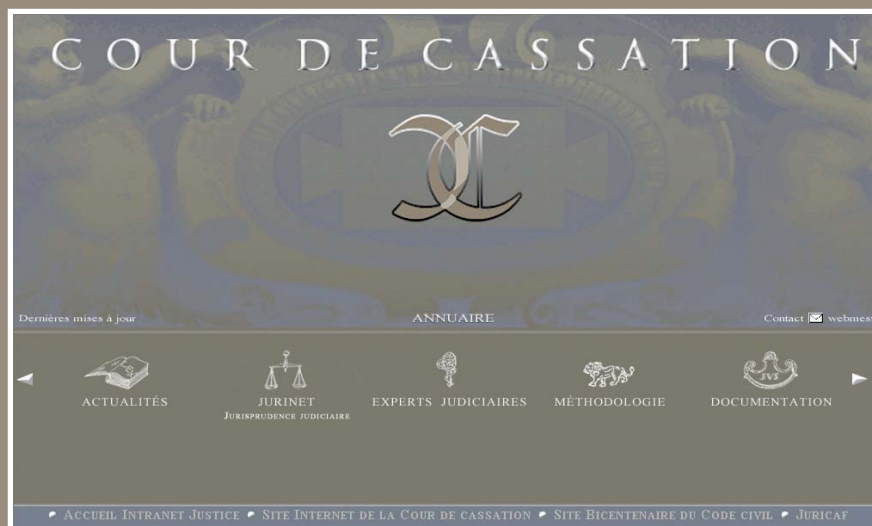 COUR DE CASSATION
Dernières mises à jour ANNUAIRE Contact
ACTUALITÉS JURINET EXPERTS JUDICIAIRES MÉTHODOLOGIE DOCUMENTATION
JURISPRUDENCE JUDICIAIRE
JVS
ACCUEIL INTRANET JUSTICE SITE INTERNET DE LA COUR DE CASSATION SITE BICENTENAIRE DU CODE CIVIL JURICAF